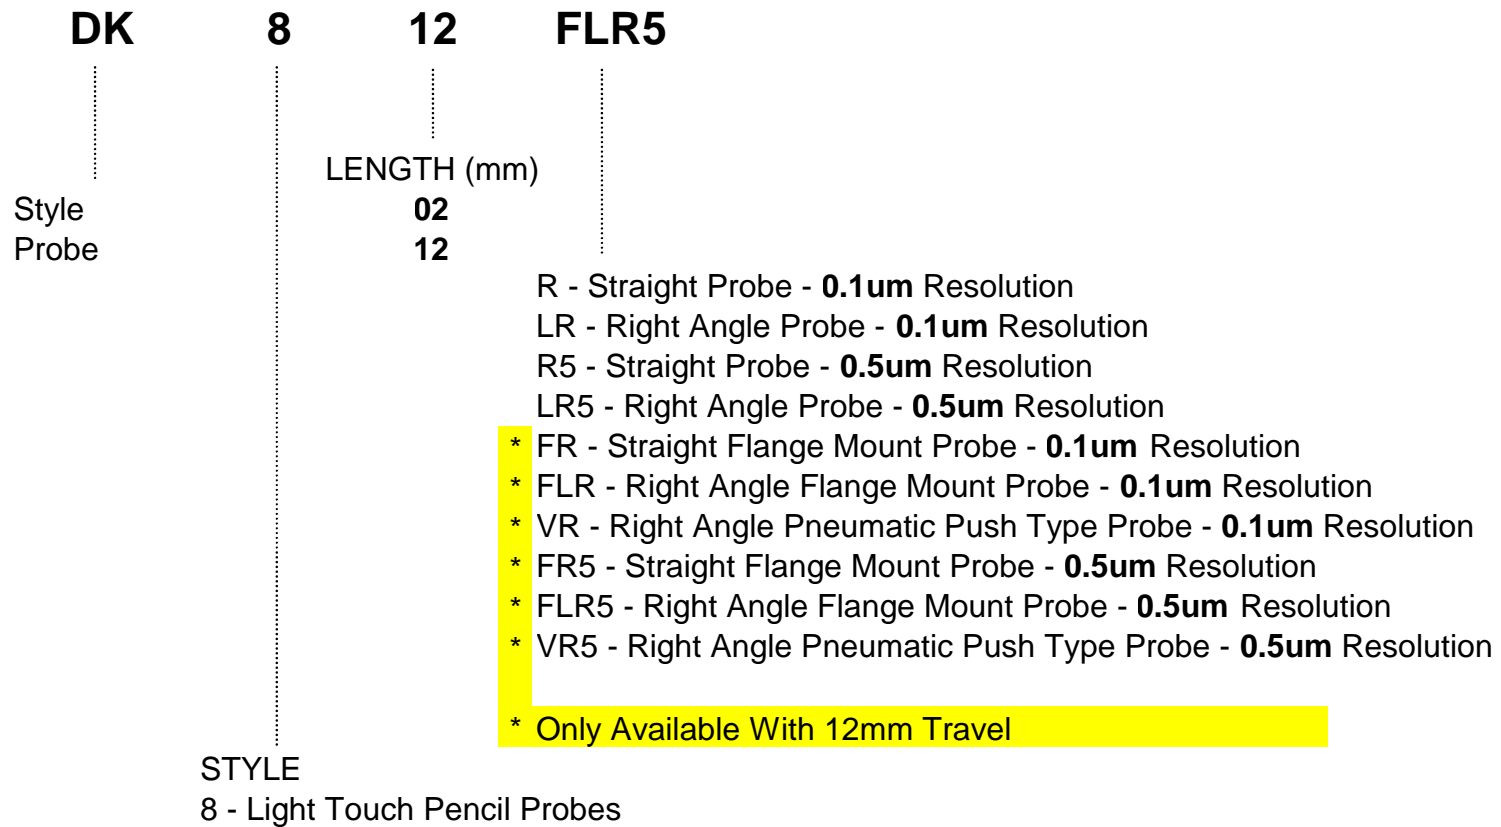 DK 8 12 FLR5
LENGTH (mm)
Style 02
Probe 12
R - Straight Probe - 0.1um Resolution
LR - Right Angle Probe - 0.1um Resolution
R5 - Straight Probe - 0.5um Resolution
LR5 - Right Angle Probe - 0.5um Resolution
* FR - Straight Flange Mount Probe - 0.1um Resolution
* FLR - Right Angle Flange Mount Probe - 0.1um Resolution
* VR - Right Angle Pneumatic Push Type Probe - 0.1um Resolution
* FR5 - Straight Flange Mount Probe - 0.5um Resolution
* FLR5 - Right Angle Flange Mount Probe - 0.5um Resolution
* VR5 - Right Angle Pneumatic Push Type Probe - 0.5um Resolution
* Only Available With 12mm Travel
STYLE
8 - Light Touch Pencil Probes